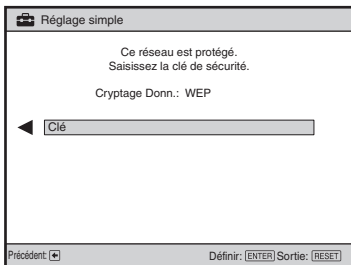 Réglage simple
Ce réseau est protégé.
Saisissez la clé de sécurité.
Cryptage Donn.: WEP
Clé
Précédent: Définir: ENTER Sortie: RESET